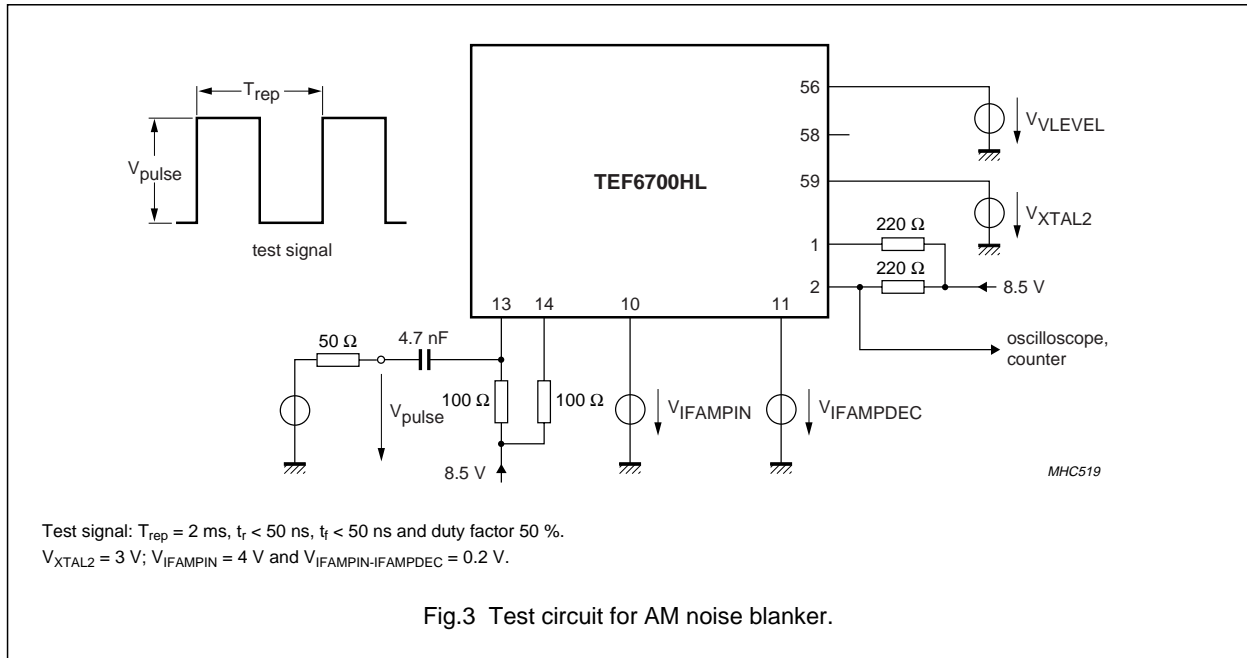 T_rep
V_pulse
test signal
TEF6700HL
56
58
59
1
2
V_VLEVEL
V_XTAL2
220 Ω
220 Ω
8.5 V
oscilloscope,
counter
13
14
10
11
50 Ω
4.7 nF
V_pulse
100 Ω
100 Ω
8.5 V
V_IFAMPIN
V_IFAMPDEC
MHC519
Test signal: T_rep = 2 ms, t_r < 50 ns, t_f < 50 ns and duty factor 50 %.
V_XTAL2 = 3 V; V_IFAMPIN = 4 V and V_IFAMPIN-IFAMPDEC = 0.2 V.
Fig.3 Test circuit for AM noise blanker.